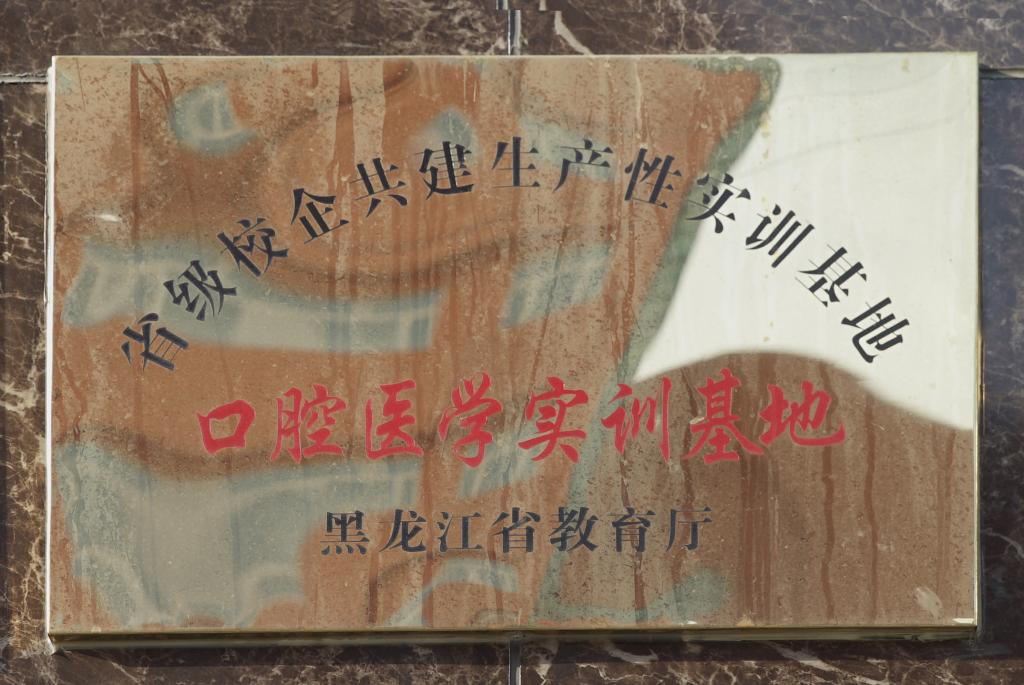 省级校企共建生产性实训基地
口腔医学实训基地
黑龙江省教育厅